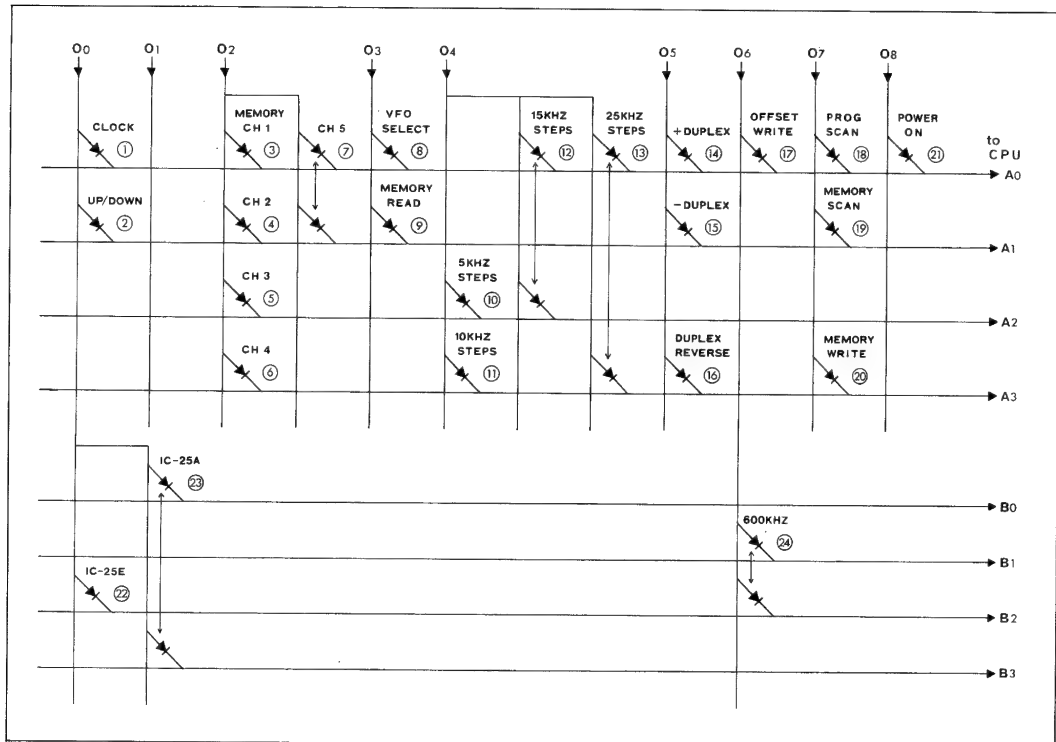 O0 O1 O2 O3 O4 O5 O6 O7 O8
CLOCK ①
MEMORY
CH 1 ③
CH 5 ⑦
VFO
SELECT ⑧
15KHZ
STEPS ⑫
25KHZ
STEPS ⑬
+DUPLEX ⑭
OFFSET
WRITE ⑰
PROG
SCAN ⑱
POWER
ON ㉑
to
CPU
A0
UP/DOWN ②
CH 2 ④
MEMORY
READ ⑨
−DUPLEX ⑮
MEMORY
SCAN ⑲
A1
CH 3 ⑤
5KHZ
STEPS ⑩
A2
CH 4 ⑥
10KHZ
STEPS ⑪
DUPLEX
REVERSE ⑯
MEMORY
WRITE ⑳
A3
IC-25A ㉓
B0
600KHZ ㉔
B1
IC-25E ㉒
B2
B3